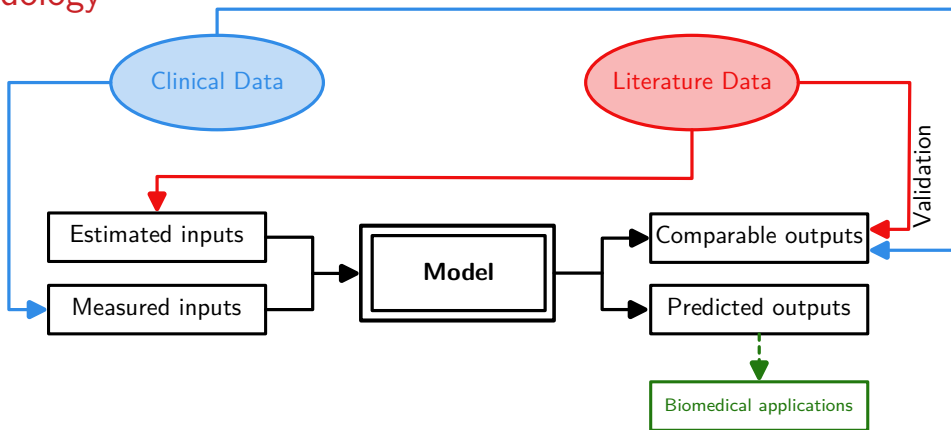 Clinical Data
Literature Data
Validation
Estimated inputs
Comparable outputs
Model
Measured inputs
Predicted outputs
Biomedical applications